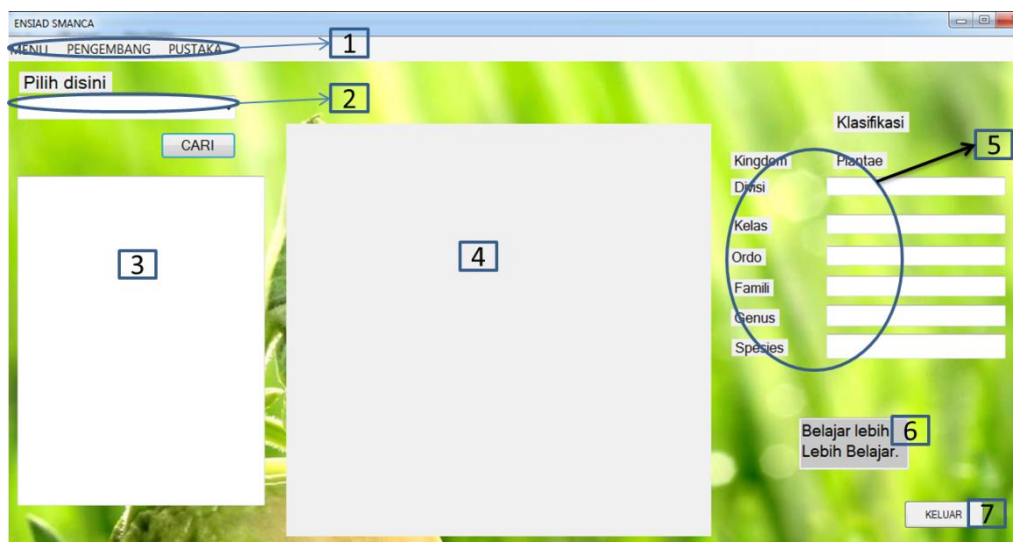 ENSIAD SMANCA
MENU PENGEMBANG PUSTAKA 1
Pilih disini
2
CARI
3
4
Klasifikasi
5
Kingdom Plantae
Divisi
Kelas
Ordo
Famili
Genus
Spesies
Belajar lebih 6
Lebih Belajar.
KELUAR 7